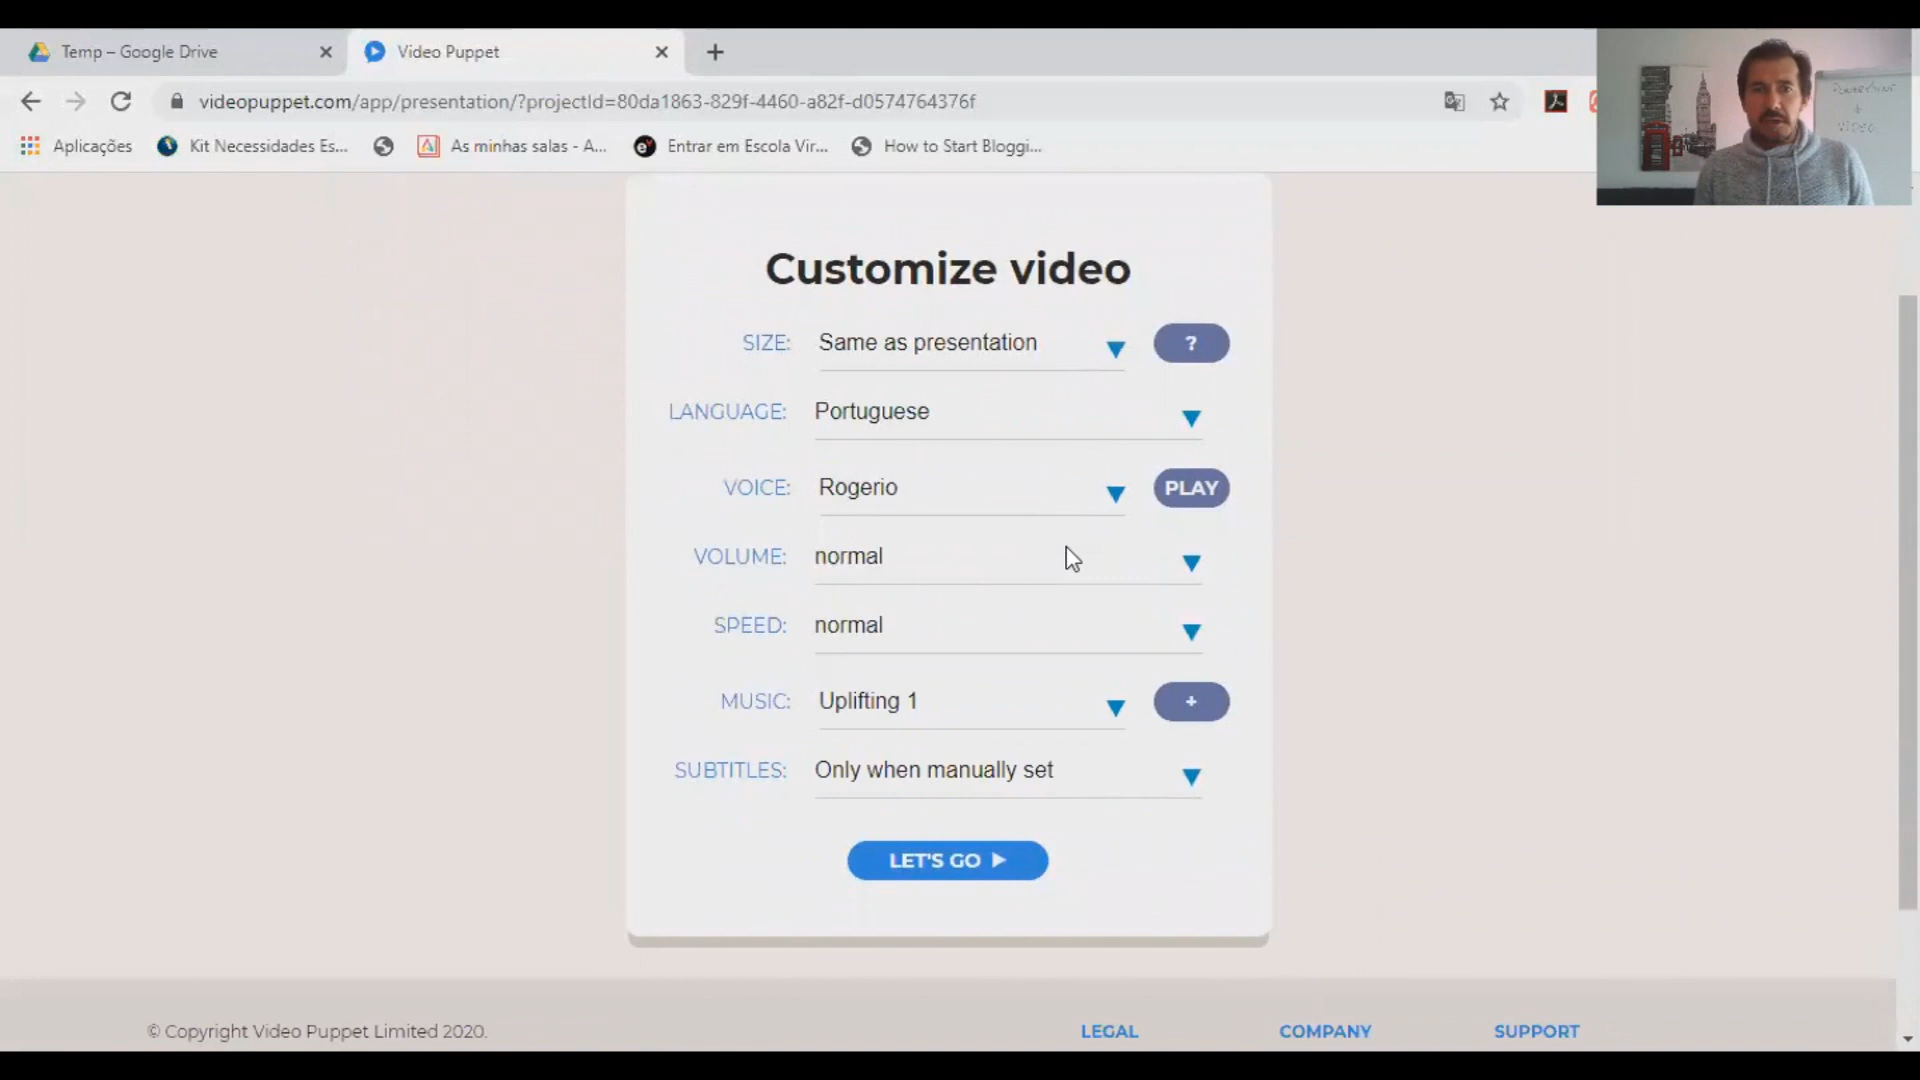 Temp – Google Drive
Video Puppet
videopuppet.com/app/presentation/?projectId=80da1863-829f-4460-a82f-d0574764376f
Aplicações
Kit Necessidades Es...
As minhas salas - A...
Entrar em Escola Vir...
How to Start Bloggi...
VIDEO
Customize video
SIZE: Same as presentation ?
LANGUAGE: Portuguese
VOICE: Rogerio PLAY
VOLUME: normal
SPEED: normal
MUSIC: Uplifting 1 +
SUBTITLES: Only when manually set
LET'S GO
© Copyright Video Puppet Limited 2020.
LEGAL
COMPANY
SUPPORT